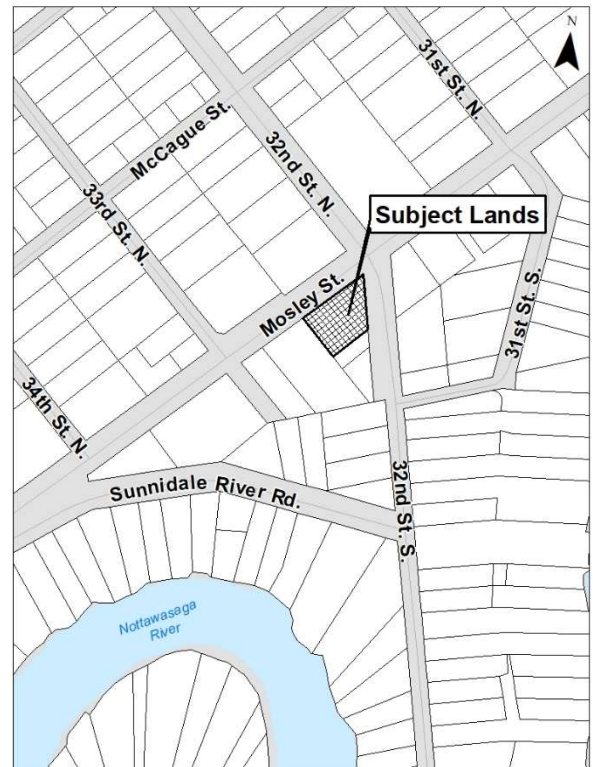 N
31st St. N.
McCague St.
32nd St. N.
33rd St. N.
Subject Lands
Mosley St.
31st St. S.
34th St. N.
32nd St. S.
Sunnidale River Rd.
Nottawasaga
River